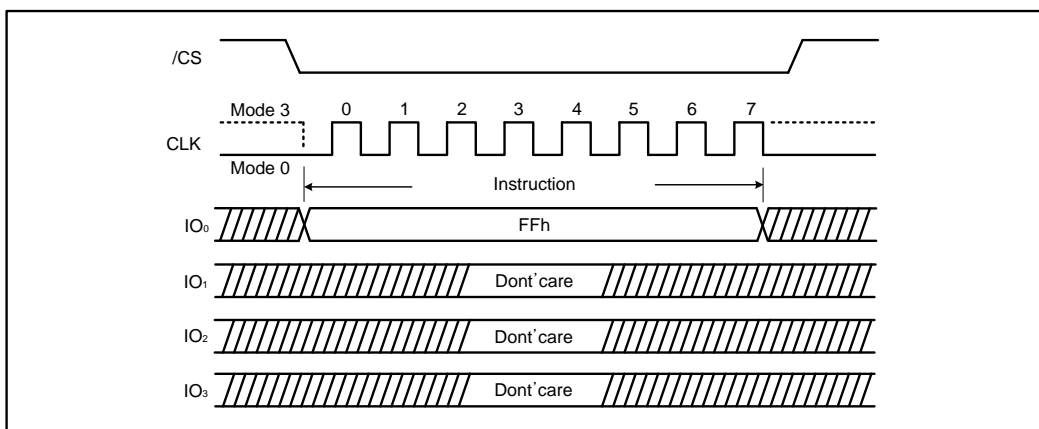 /CS
Mode 3 0 1 2 3 4 5 6 7
CLK
Mode 0
Instruction
IO₀ FFh
IO₁ Dont'care
IO₂ Dont'care
IO₃ Dont'care